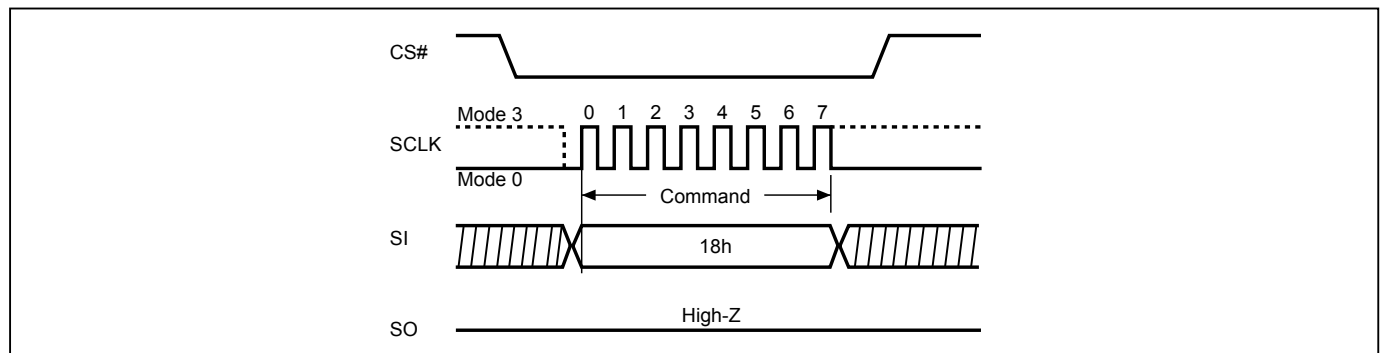 CS#
Mode 3 0 1 2 3 4 5 6 7
SCLK
Mode 0
Command
SI
18h
High-Z
SO